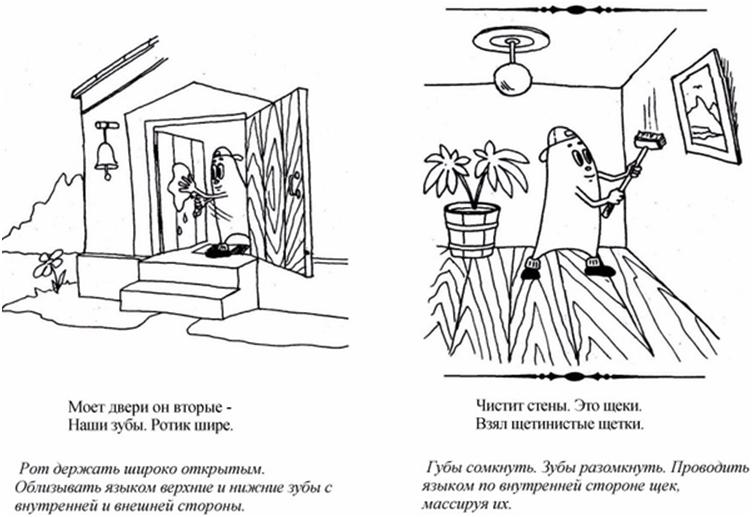 Моет двери он вторые -
Наши зубы. Ротик шире.
Рот держать широко открытым.
Облизывать языком верхние и нижние зубы с
внутренней и внешней стороны.
Чистит стены. Это щеки.
Взял щетинистые щетки.
Губы сомкнуть. Зубы разомкнуть. Проводить
языком по внутренней стороне щек,
массируя их.